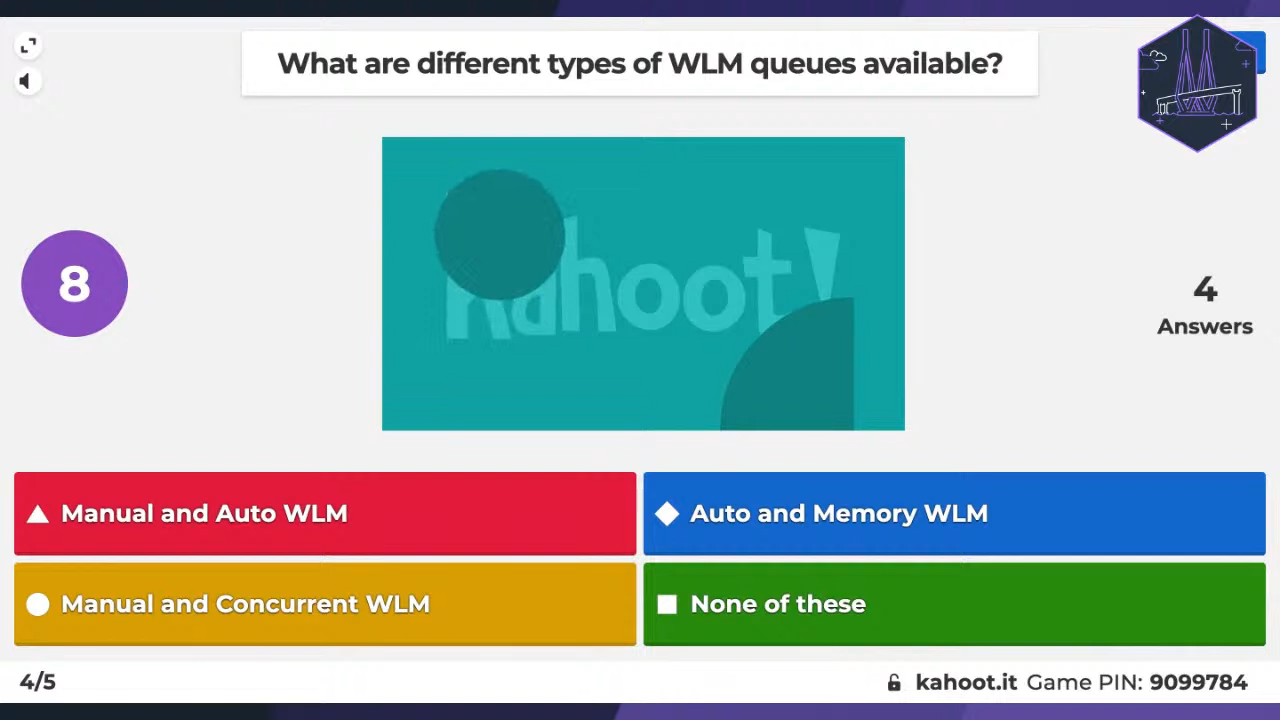 What are different types of WLM queues available?
Kahoot!
8
4
Answers
Manual and Auto WLM
Auto and Memory WLM
Manual and Concurrent WLM
None of these
4/5
kahoot.it Game PIN: 9099784